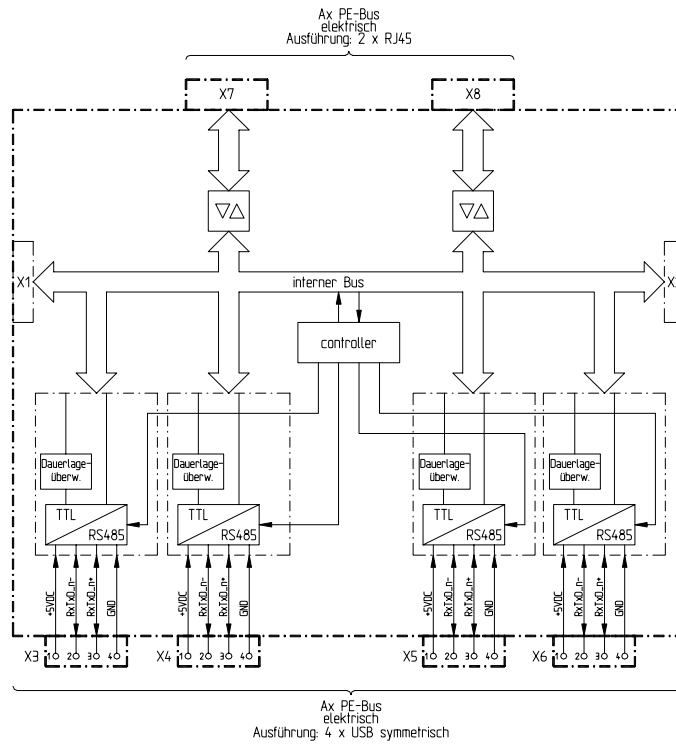 Ax PE-Bus
elektrisch
Ausführung: 2 x RJ45
X7
X8
X1
interner Bus
controller
Dauerlage-
überw.
TTL
RS485
Dauerlage-
überw.
TTL
RS485
Dauerlage-
überw.
TTL
RS485
Dauerlage-
überw.
TTL
RS485
+5VDC
RxTxD_n-
RxTxD_n+
GND
+5VDC
RxTxD_n-
RxTxD_n+
GND
+5VDC
RxTxD_n-
RxTxD_n+
GND
+5VDC
RxTxD_n-
RxTxD_n+
GND
X3 1 2 3 4
X4 1 2 3 4
X5 1 2 3 4
X6 1 2 3 4
Ax PE-Bus
elektrisch
Ausführung: 4 x USB symmetrisch